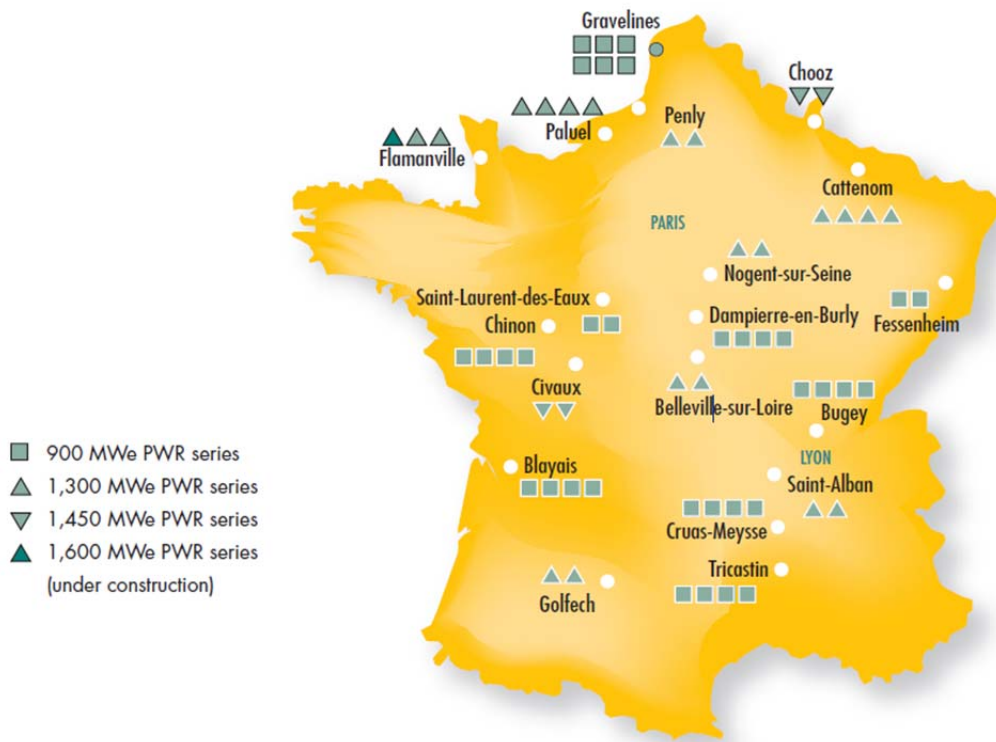 Gravelines
Chooz
Paluel
Penly
Flamanville
Cattenom
PARIS
Nogent-sur-Seine
Saint-Laurent-des-Eaux
Dampierre-en-Burly
Fessenheim
Chinon
Civaux
Belleville-sur-Loire
Bugey
900 MWe PWR series
1,300 MWe PWR series
1,450 MWe PWR series
1,600 MWe PWR series
(under construction)
Blayais
LYON
Saint-Alban
Cruas-Meysse
Tricastin
Golfech